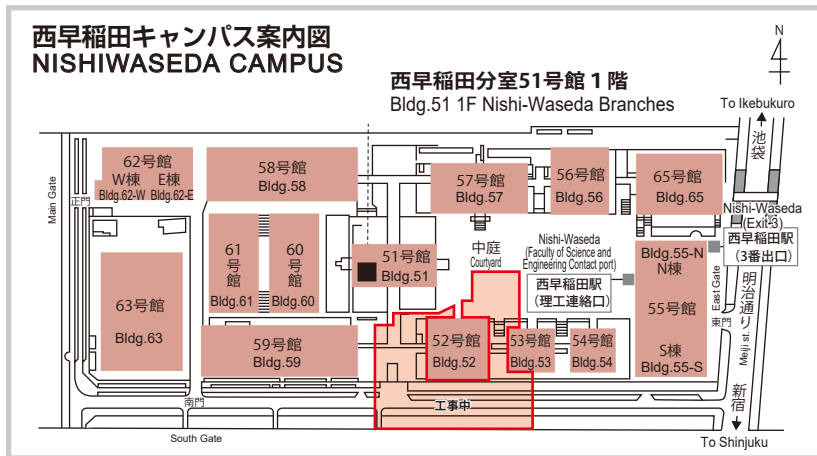 西早稲田キャンパス案内図
NISHIWASEDA CAMPUS
N
4
西早稲田分室51号館 1 階
Bldg.51 1F Nishi-Waseda Branches
To Ikebukuro
池袋
62号館
W棟 E棟
Bldg.62-W Bldg.62-E
58号館
Bldg.58
57号館
Bldg.57
56号館
Bldg.56
65号館
Bldg.65
Main Gate
正門
Nishi-Waseda
(Exit-3)
西早稲田駅
（3番出口）
61号館
Bldg.61
60号館
Bldg.60
51号館
Bldg.51
中庭
Courtyard
Nishi-Waseda
(Faculty of Science and
Engineering Contact port)
西早稲田駅
（理工連絡口）
Bldg.55-N
N棟
55号館
S棟
Bldg.55-S
East Gate
東門
明治通り
Meiji st.
63号館
Bldg.63
59号館
Bldg.59
52号館
Bldg.52
53号館
Bldg.53
54号館
Bldg.54
南門
South Gate
工事中
新宿
To Shinjuku